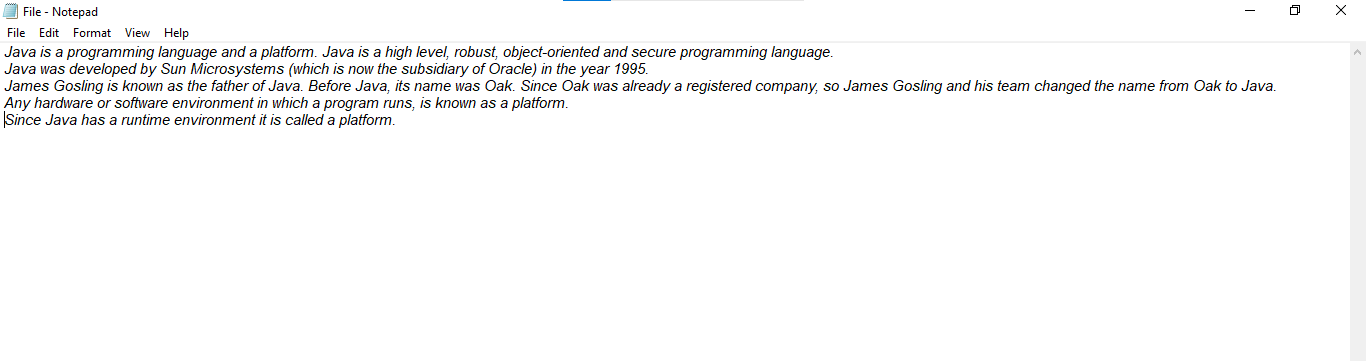 File - Notepad
File Edit Format View Help
Java is a programming language and a platform. Java is a high level, robust, object-oriented and secure programming language.
Java was developed by Sun Microsystems (which is now the subsidiary of Oracle) in the year 1995.
James Gosling is known as the father of Java. Before Java, its name was Oak. Since Oak was already a registered company, so James Gosling and his team changed the name from Oak to Java.
Any hardware or software environment in which a program runs, is known as a platform.
Since Java has a runtime environment it is called a platform.